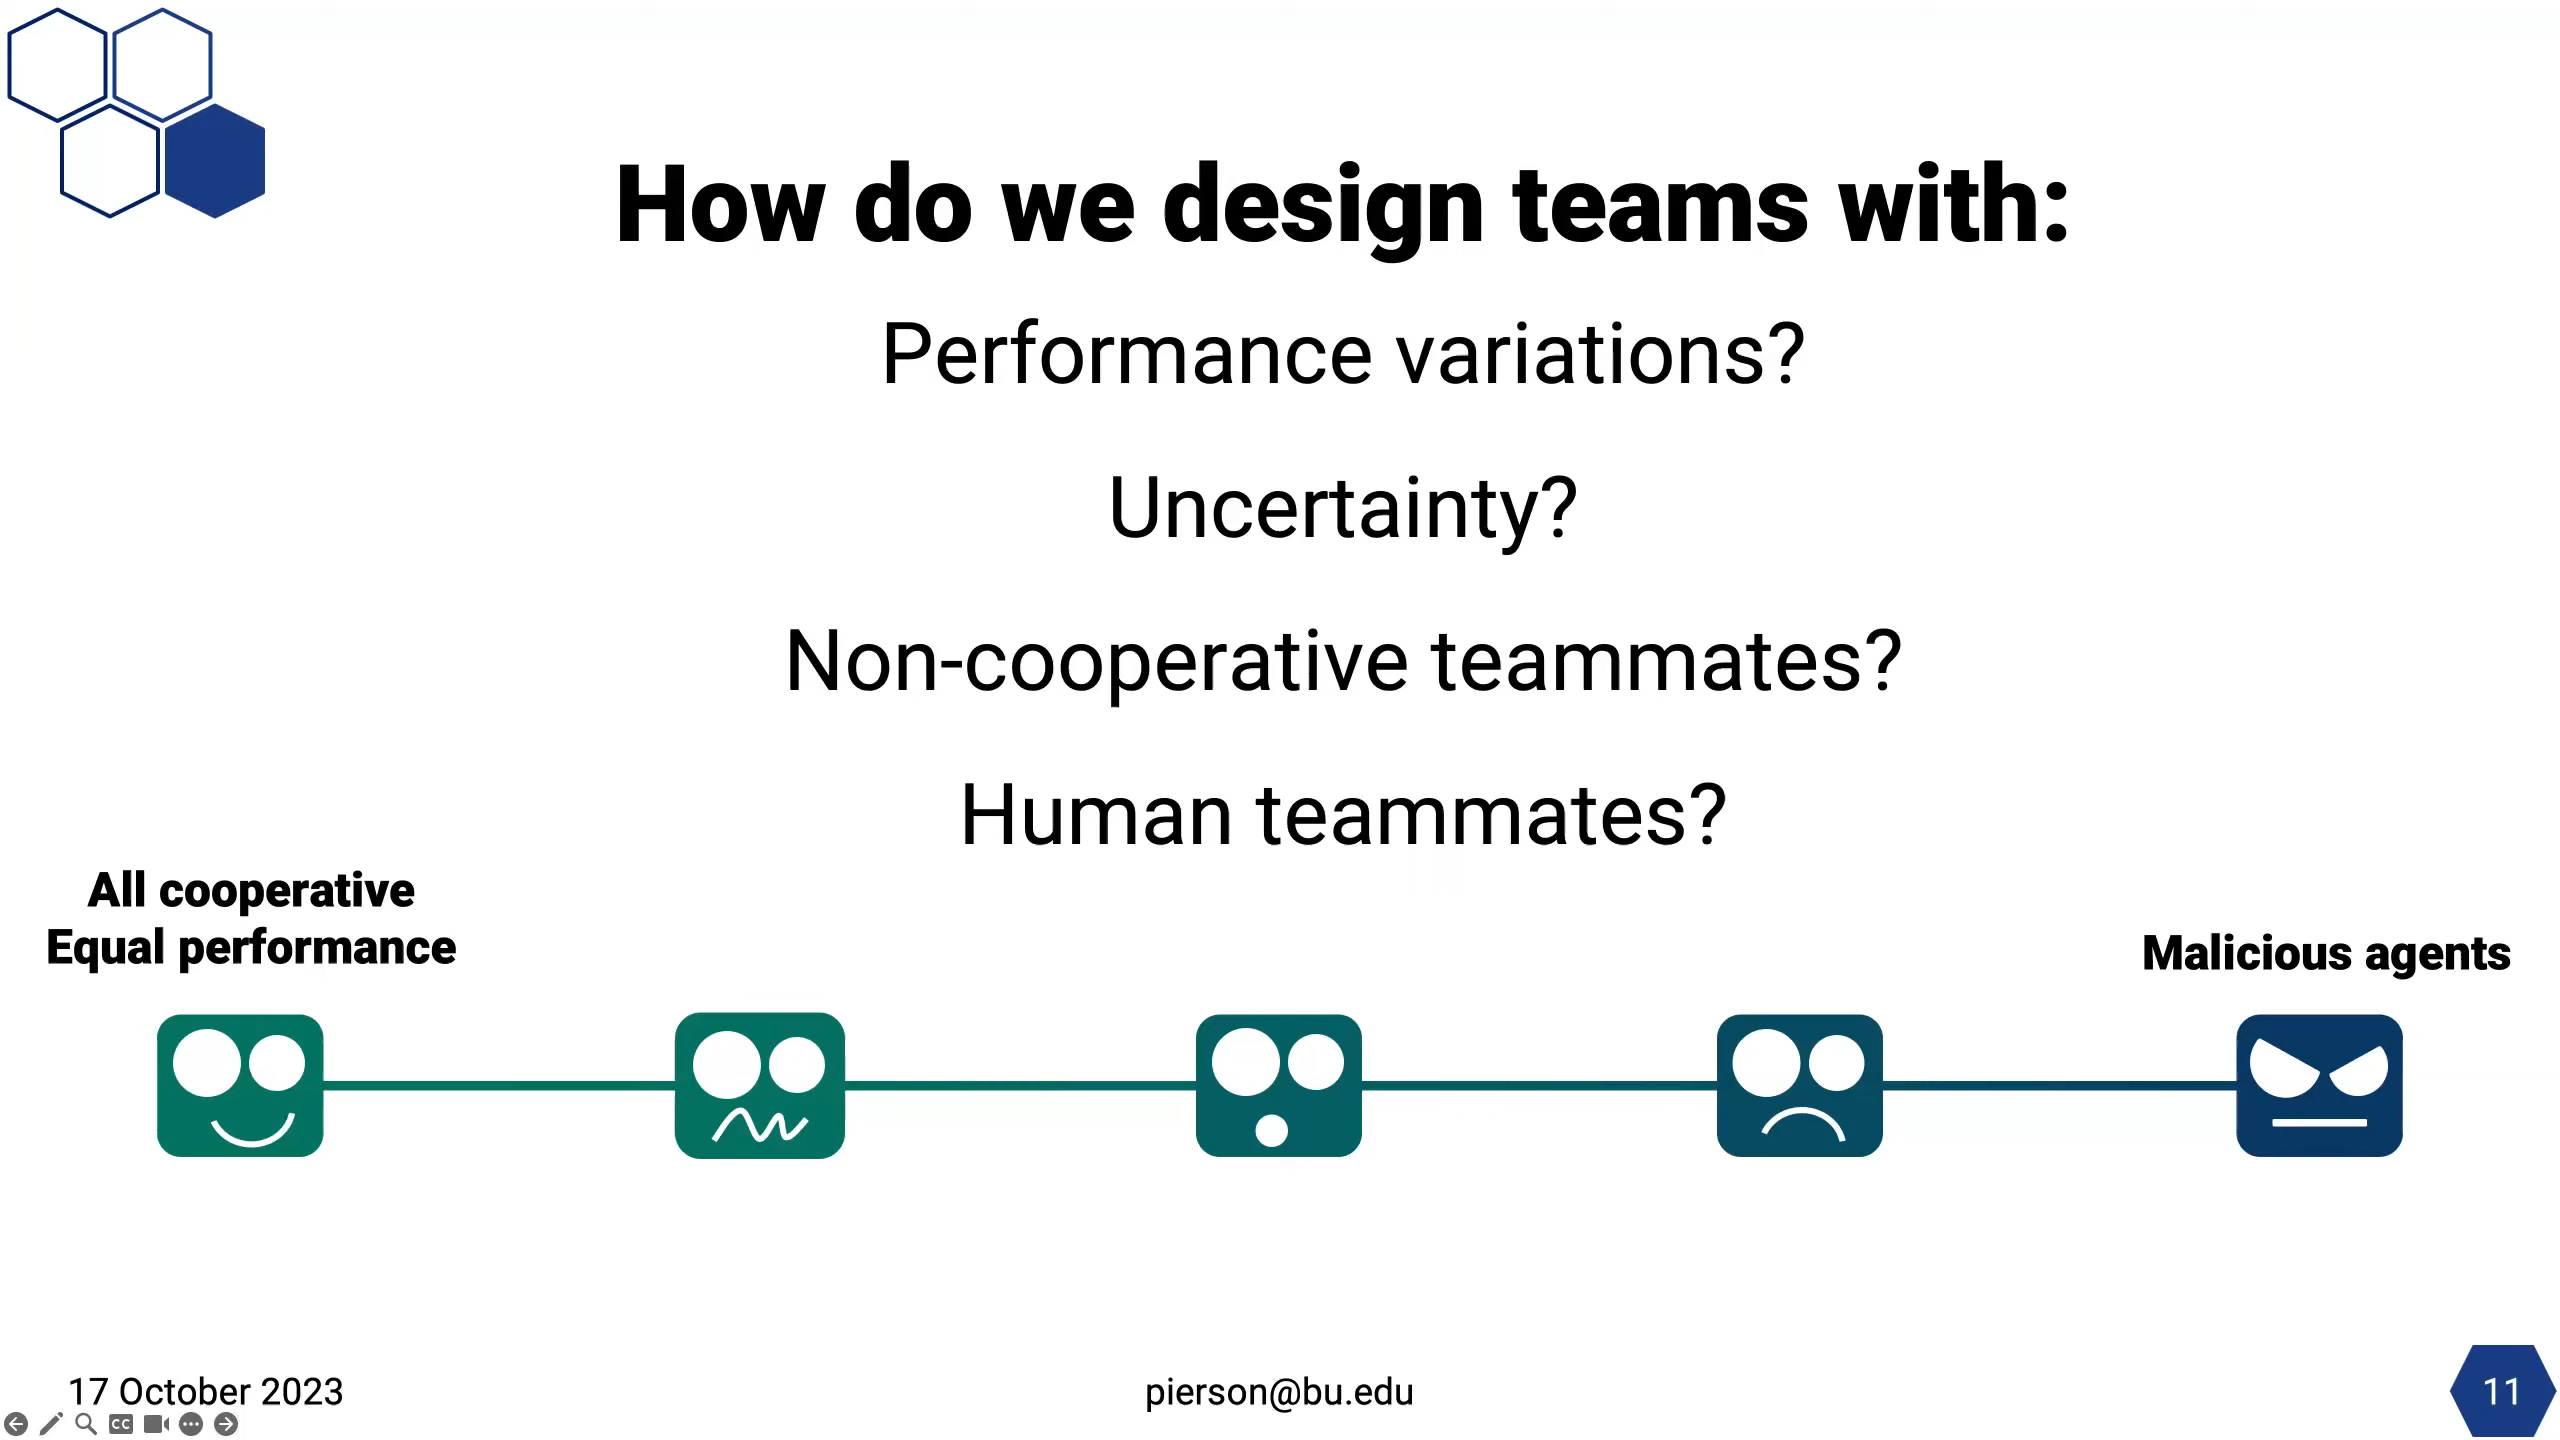 How do we design teams with:
Performance variations?
Uncertainty?
Non-cooperative teammates?
Human teammates?
All cooperative
Equal performance
Malicious agents
17 October 2023
pierson@bu.edu
11
CC